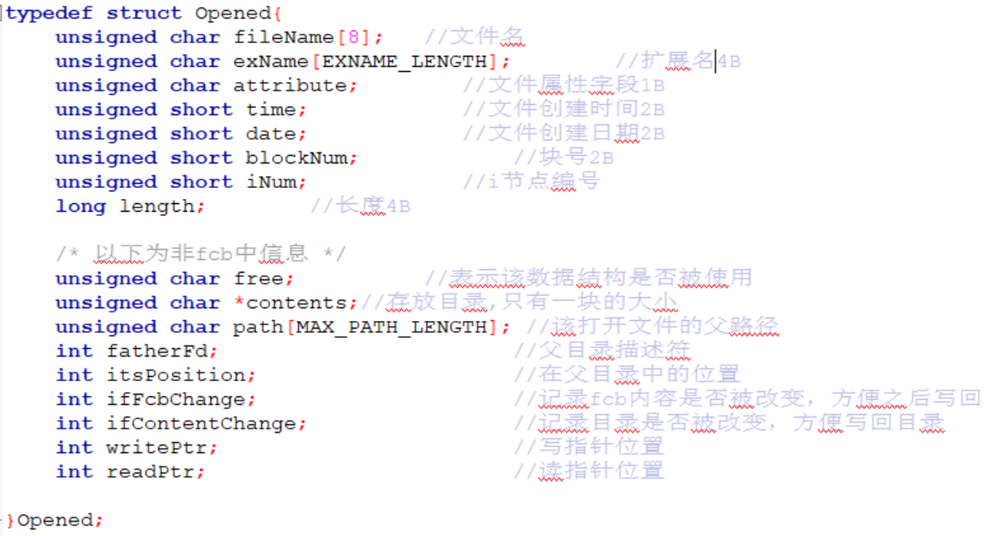 typedef struct Opened{
unsigned char fileName[8]; //文件名
unsigned char exName[EXNAME_LENGTH]; //扩展名4B
unsigned char attribute; //文件属性字段1B
unsigned short time; //文件创建时间2B
unsigned short date; //文件创建日期2B
unsigned short blockNum; //块号2B
unsigned short iNum; //i节点编号
long length; //长度4B
/* 以下为非fcb中信息 */
unsigned char free; //表示该数据结构是否被使用
unsigned char *contents;//存放目录,只有一块的大小
unsigned char path[MAX_PATH_LENGTH]; //该打开文件的父路径
int fatherFd; //父目录描述符
int itsPosition; //在父目录中的位置
int ifFcbChange; //记录fcb内容是否被改变，方便之后写回
int ifContentChange; //记录目录是否被改变，方便写回目录
int writePtr; //写指针位置
int readPtr; //读指针位置
}Opened;